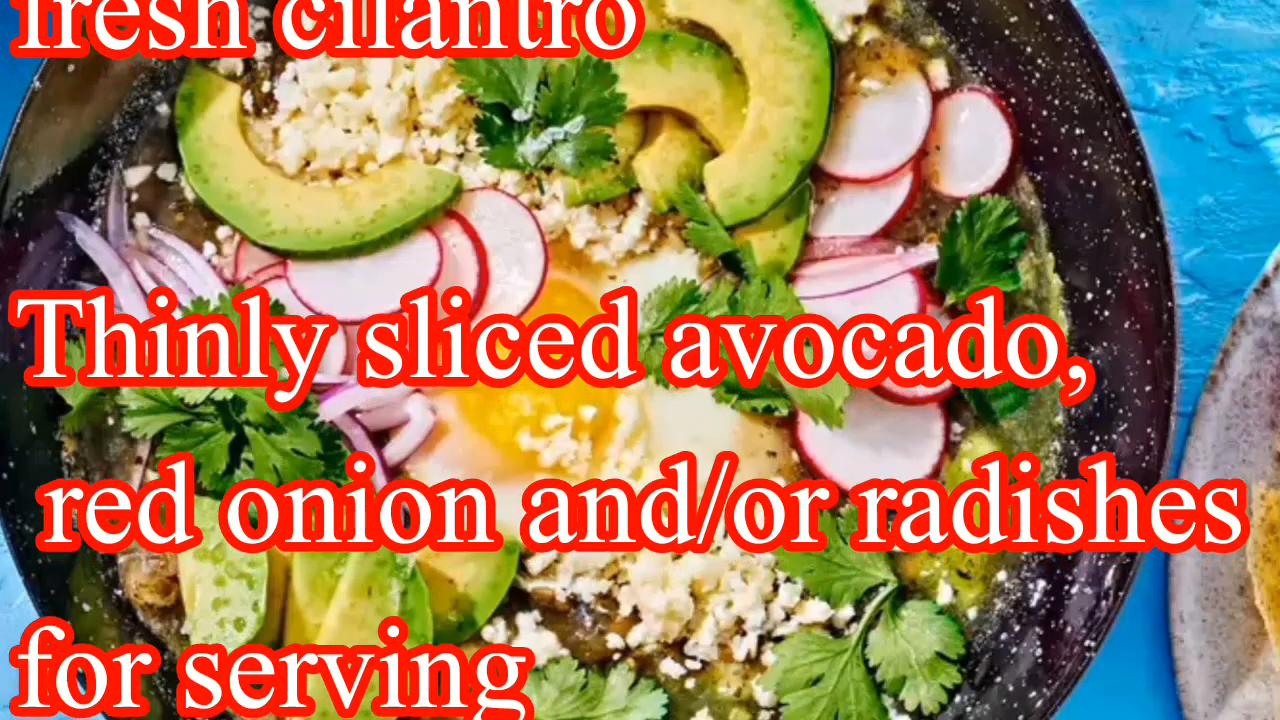 fresh cilantro
Thinly sliced avocado,
red onion and/or radishes
for serving